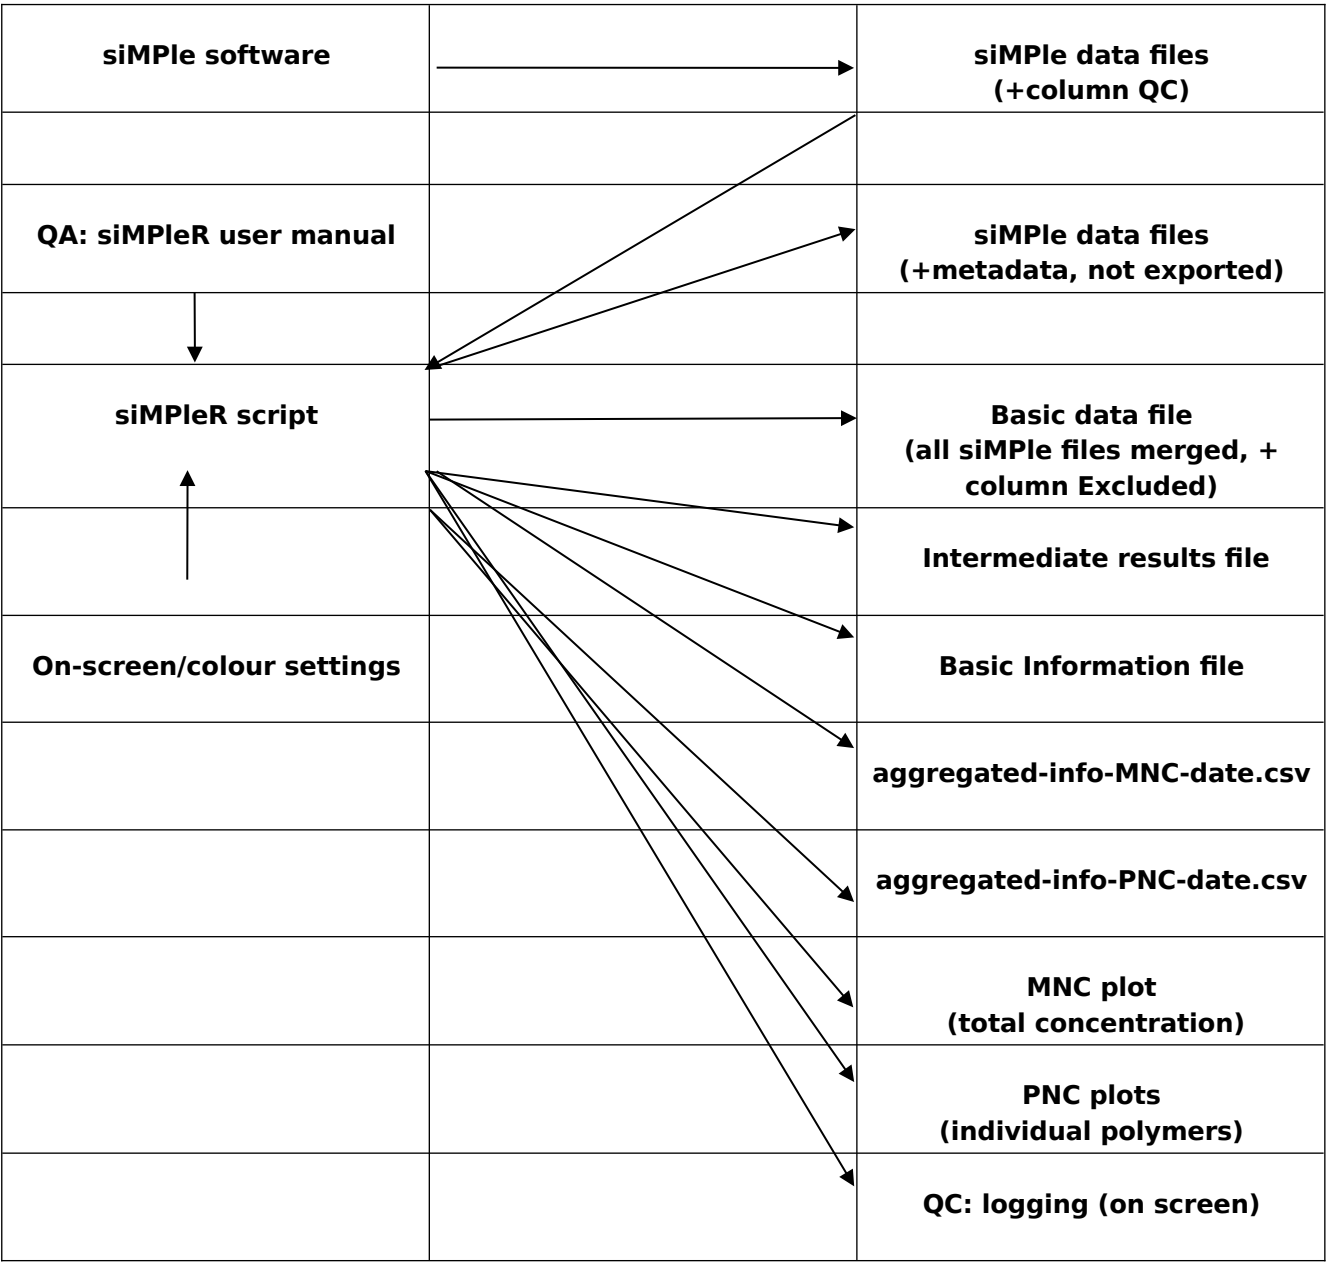 siMPle software
siMPle data files
(+column QC)
QA: siMPleR user manual
siMPle data files
(+metadata, not exported)
siMPleR script
Basic data file
(all siMPle files merged, +
column Excluded)
Intermediate results file
On-screen/colour settings
Basic Information file
aggregated-info-MNC-date.csv
aggregated-info-PNC-date.csv
MNC plot
(total concentration)
PNC plots
(individual polymers)
QC: logging (on screen)